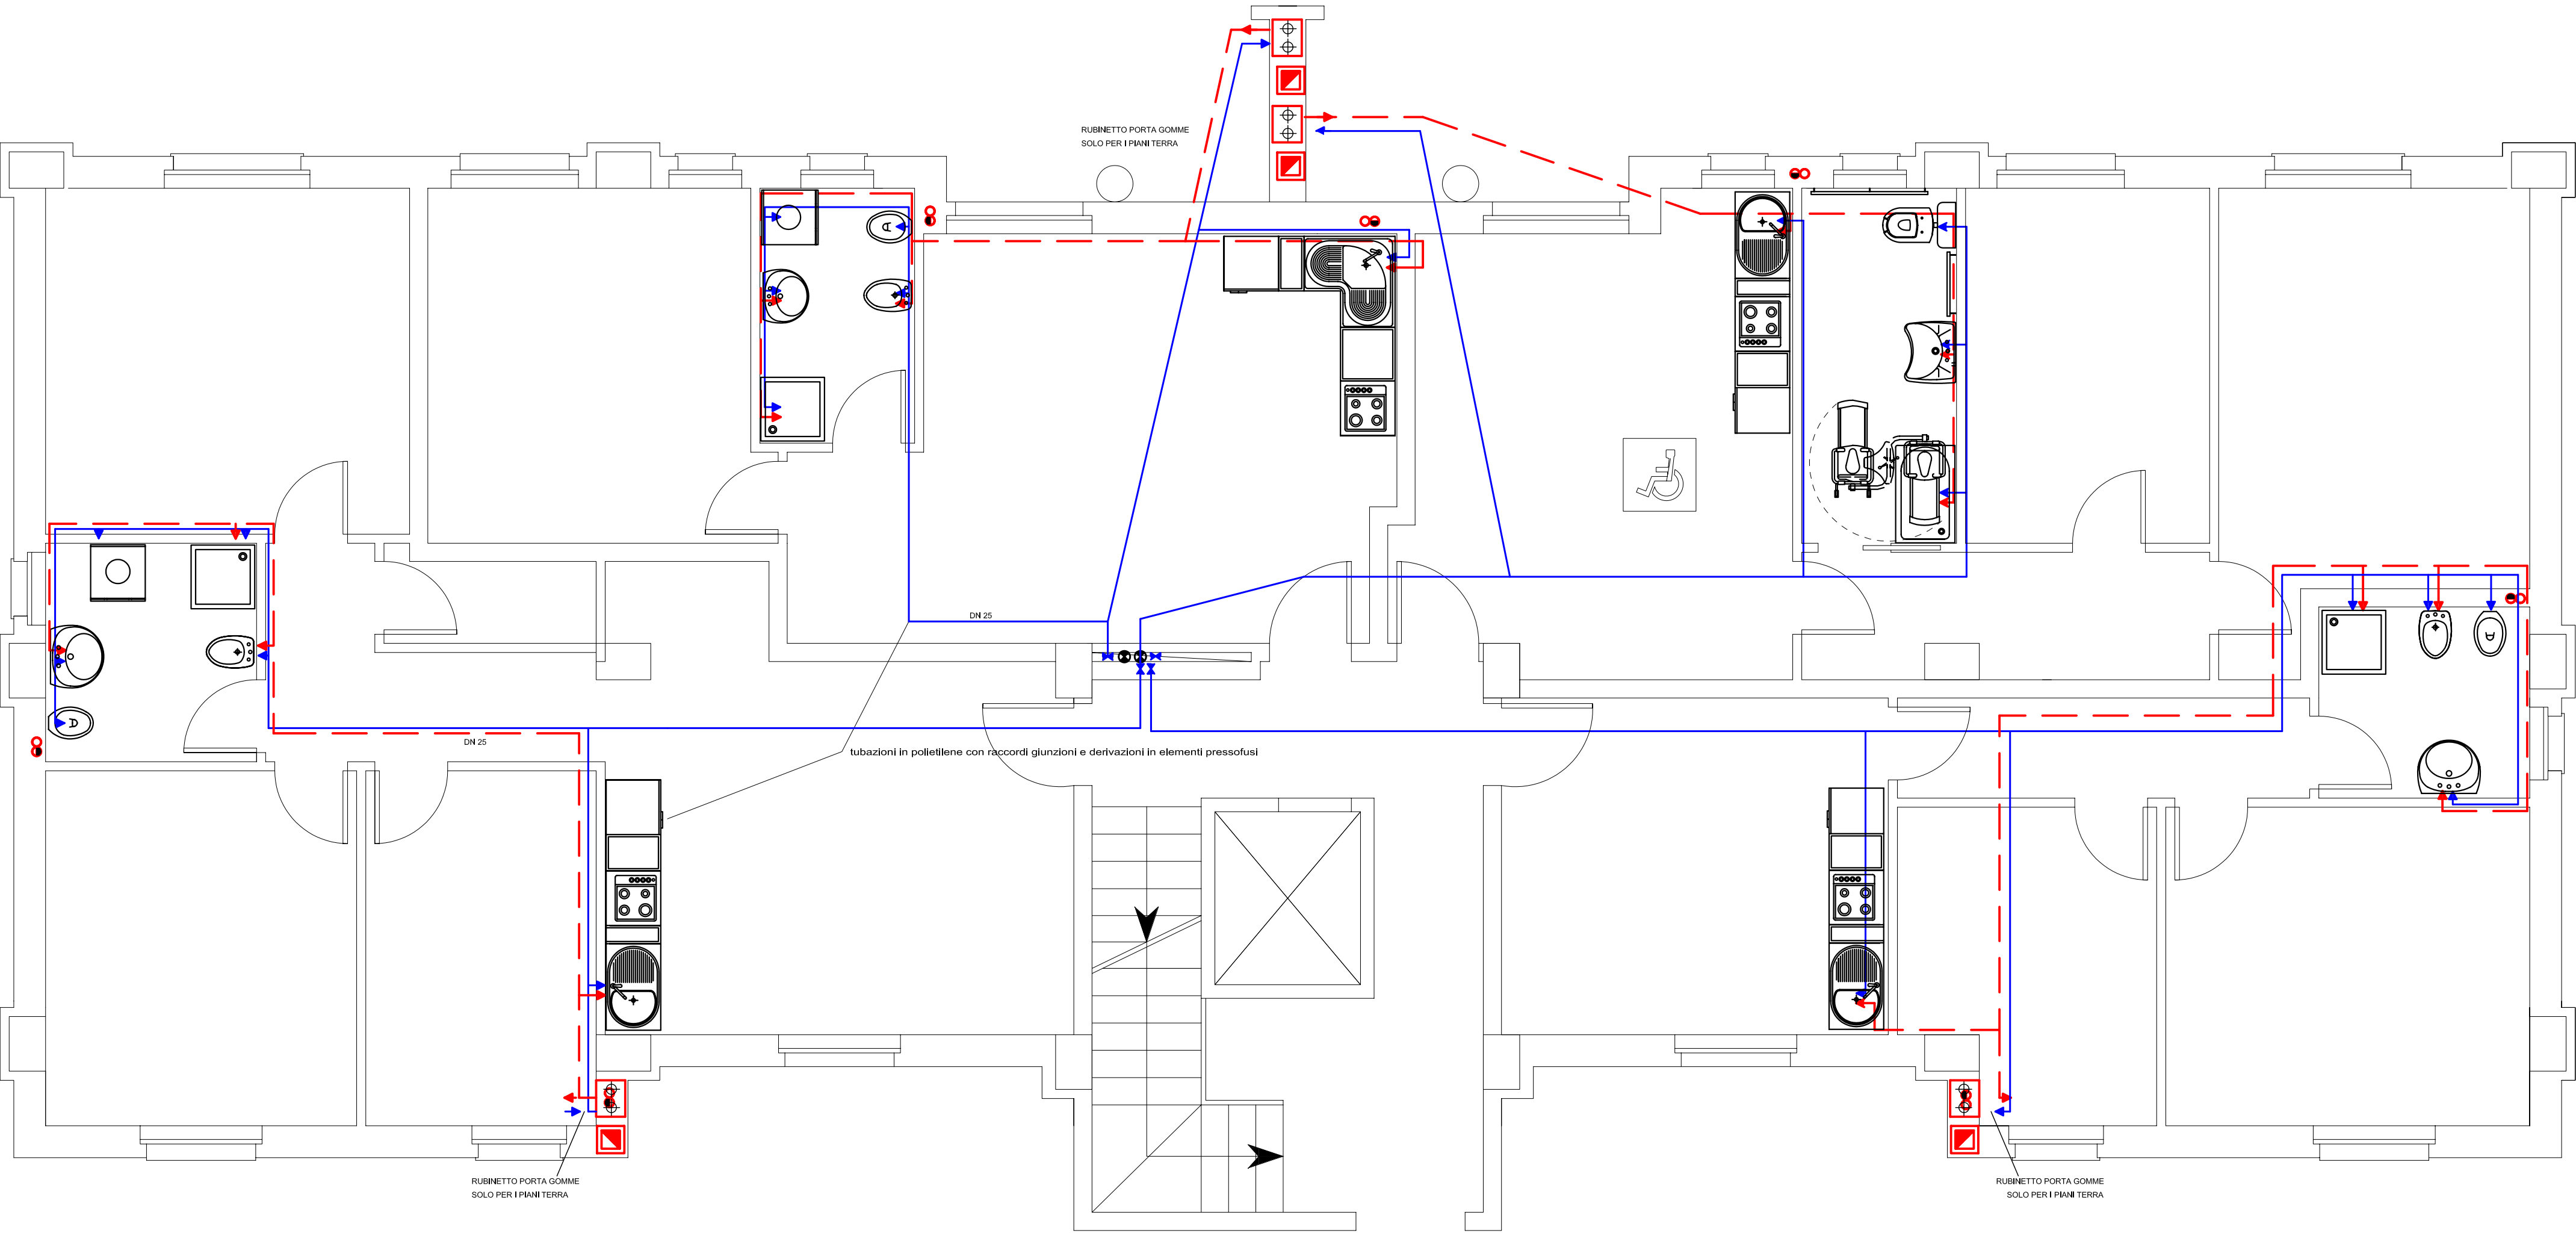 RUBINETTO PORTA GOMME
SOLO PER I PIANI TERRA
DN 25
DN 25
tubazioni in polietilene con raccordi giunzioni e derivazioni in elementi pressofusi
RUBINETTO PORTA GOMME
SOLO PER I PIANI TERRA
RUBINETTO PORTA GOMME
SOLO PER I PIANI TERRA